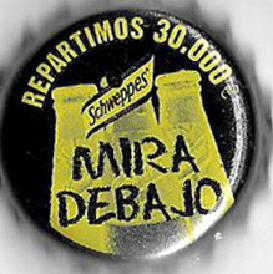 REPARTIMOS 30.000€
Schweppes
MIRA
DEBAJO